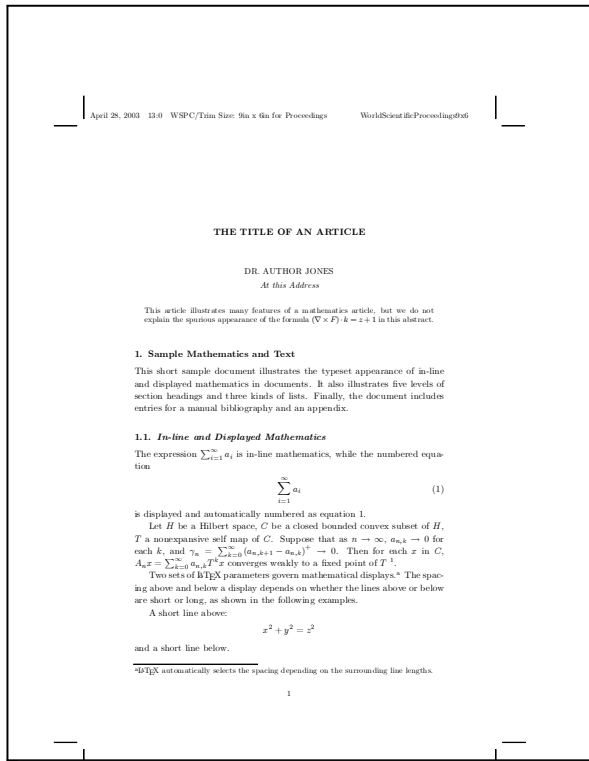 April 28, 2003 13:0 WSPC/Trim Size: 9in x 6in for Proceedings WorldScientificProceedings9x6
THE TITLE OF AN ARTICLE
DR. AUTHOR JONES
At this Address
This article illustrates many features of a mathematics article, but we do not
explain the spurious appearance of the formula (∇ × F) · k = z + 1 in this abstract.
1. Sample Mathematics and Text
This short sample document illustrates the typeset appearance of in-line
and displayed mathematics in documents. It also illustrates five levels of
section headings and three kinds of lists. Finally, the document includes
entries for a manual bibliography and an appendix.
1.1. In-line and Displayed Mathematics
The expression ∑_{i=1}^{∞} a_i is in-line mathematics, while the numbered equa-
tion
∑_{i=1}^{∞} a_i (1)
is displayed and automatically numbered as equation 1.
Let H be a Hilbert space, C be a closed bounded convex subset of H,
T a nonexpansive self map of C. Suppose that as n → ∞, a_{n,k} → 0 for
each k, and γ_n = ∑_{k=0}^{∞} (a_{n,k+1} − a_{n,k})^+ → 0. Then for each x in C,
A_n x = ∑_{k=0}^{∞} a_{n,k} T^k x converges weakly to a fixed point of T ¹.
Two sets of LATEX parameters govern mathematical displays.ᵃ The spac-
ing above and below a display depends on whether the lines above or below
are short or long, as shown in the following examples.
A short line above:
x² + y² = z²
and a short line below.
ᵃLATEX automatically selects the spacing depending on the surrounding line lengths.
1